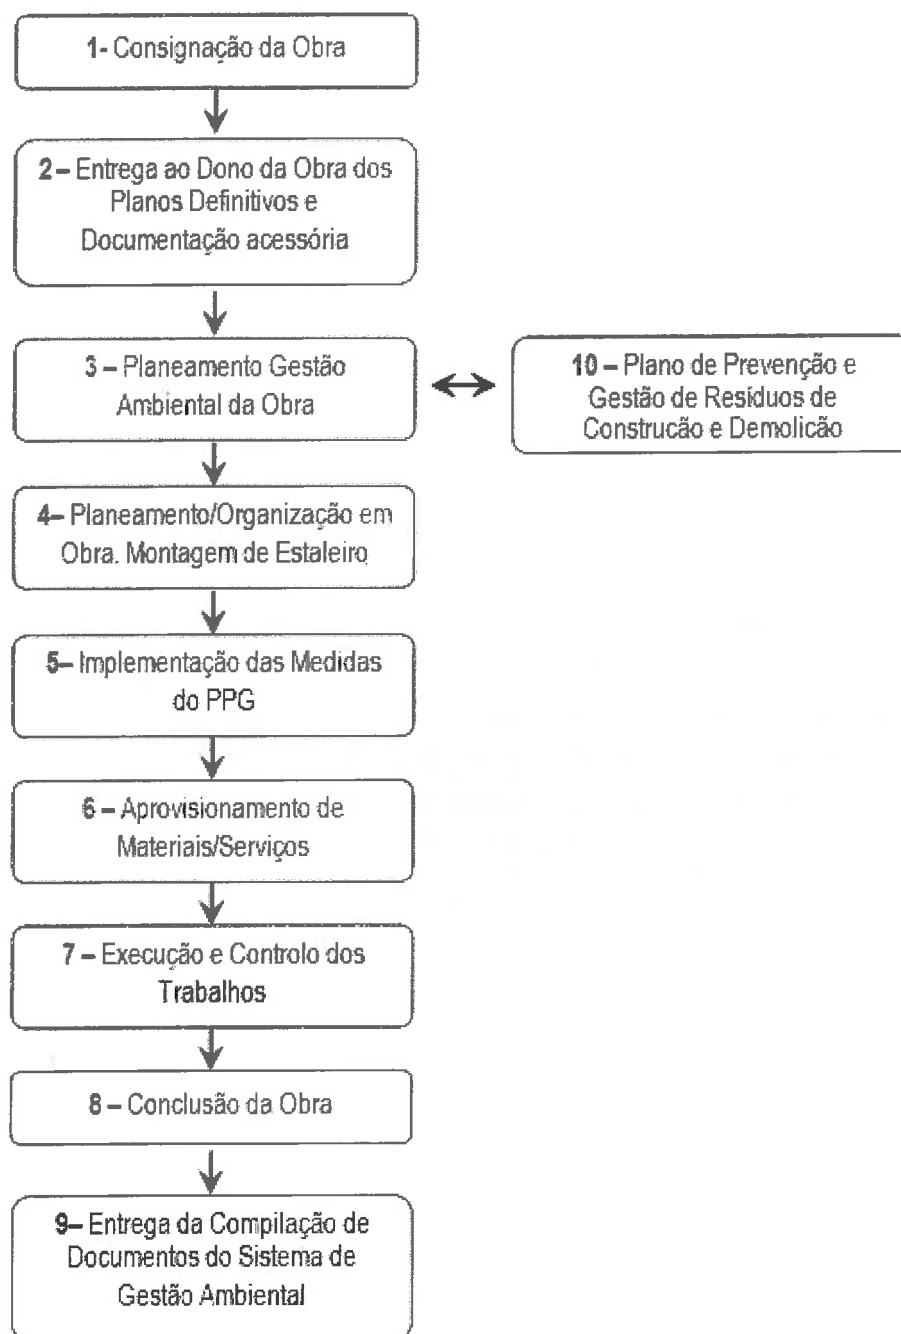 1- Consignação da Obra
2 – Entrega ao Dono da Obra dos
Planos Definitivos e
Documentação acessória
3 – Planeamento Gestão
Ambiental da Obra
10 – Plano de Prevenção e
Gestão de Resíduos de
Construcão e Demolicão
4– Planeamento/Organização em
Obra. Montagem de Estaleiro
5– Implementação das Medidas
do PPG
6 – Aprovisionamento de
Materiais/Serviços
7 – Execução e Controlo dos
Trabalhos
8 – Conclusão da Obra
9– Entrega da Compilação de
Documentos do Sistema de
Gestão Ambiental